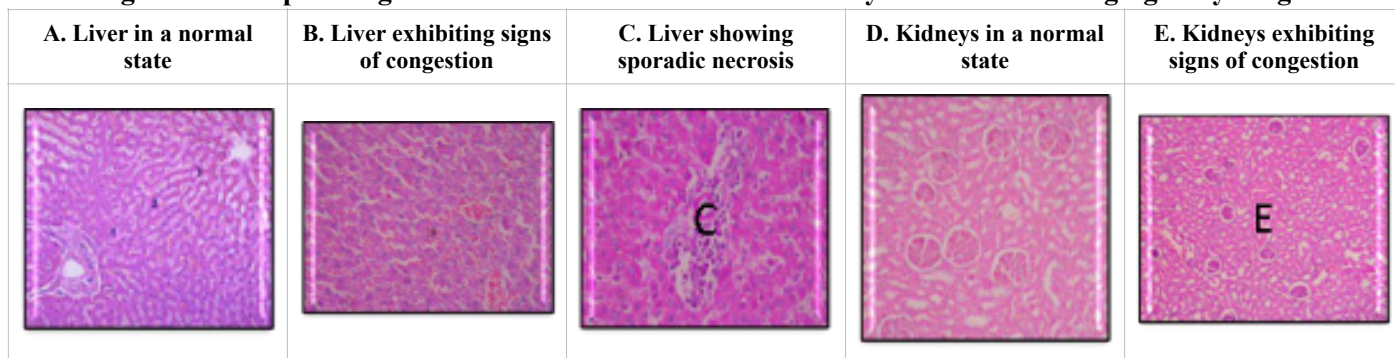 A. Liver in a normal
state
B. Liver exhibiting signs
of congestion
C. Liver showing
sporadic necrosis
D. Kidneys in a normal
state
E. Kidneys exhibiting
signs of congestion
C
E